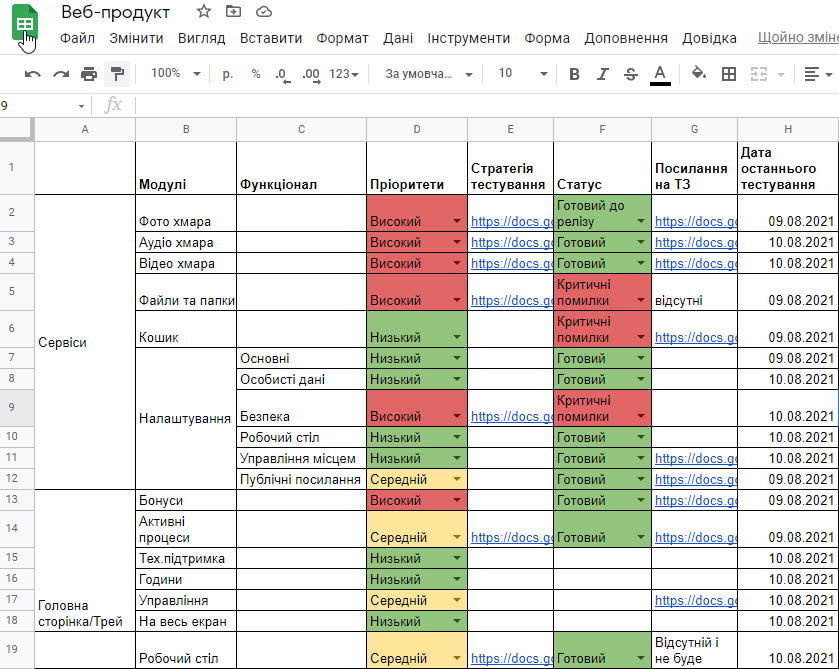 Веб-продукт
Файл Змінити Вигляд Вставити Формат Дані Інструменти Форма Доповнення Довідка Щойно зміне
100% р. % .0 .00 123 За умовча... 10 B I S A
9 fx
A B C D E F G H
1 Модулі Функціонал Пріоритети Стратегія тестування Статус Посилання на ТЗ Дата останнього тестування
2 Фото хмара Високий https://docs.go Готовий до релізу https://docs.go 09.08.2021
3 Аудіо хмара Високий https://docs.go Готовий https://docs.go 10.08.2021
4 Відео хмара Високий https://docs.go Готовий https://docs.go 10.08.2021
5 Файли та папки Високий https://docs.go Критичні помилки відсутні 09.08.2021
6 Сервіси Кошик Низький Критичні помилки https://docs.go 09.08.2021
7 Основні Низький Готовий 09.08.2021
8 Особисті дані Низький Готовий 10.08.2021
9 Налаштування Безпека Високий https://docs.go Критичні помилки 10.08.2021
10 Робочий стіл Низький Готовий 10.08.2021
11 Управління місцем Низький Готовий https://docs.go 10.08.2021
12 Публічні посилання Середній Готовий https://docs.go 09.08.2021
13 Бонуси Високий Готовий https://docs.go 09.08.2021
14 Активні процеси Середній https://docs.go Готовий https://docs.go 09.08.2021
15 Тех.підтримка Низький 10.08.2021
16 Години Низький 10.08.2021
17 Управління Середній https://docs.go 10.08.2021
18 Головна сторінка/Трей На весь екран Низький 10.08.2021
19 Робочий стіл Середній https://docs.go Готовий Відсутній і не буде 10.08.2021